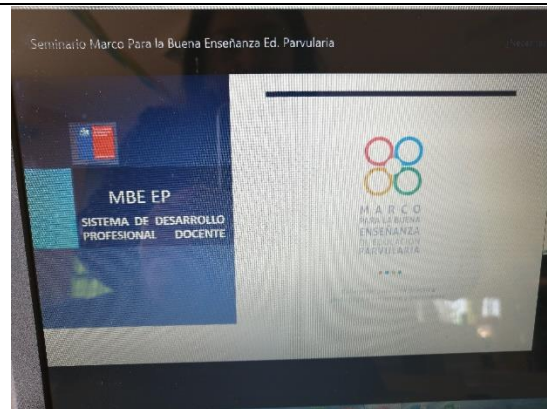 Seminario Marco Para la Buena Enseñanza Ed. Parvularia
MBE EP
SISTEMA DE DESARROLLO
PROFESIONAL DOCENTE
MARCO
PARA LA BUENA
ENSEÑANZA
DE EDUCACIÓN
PARVULARIA